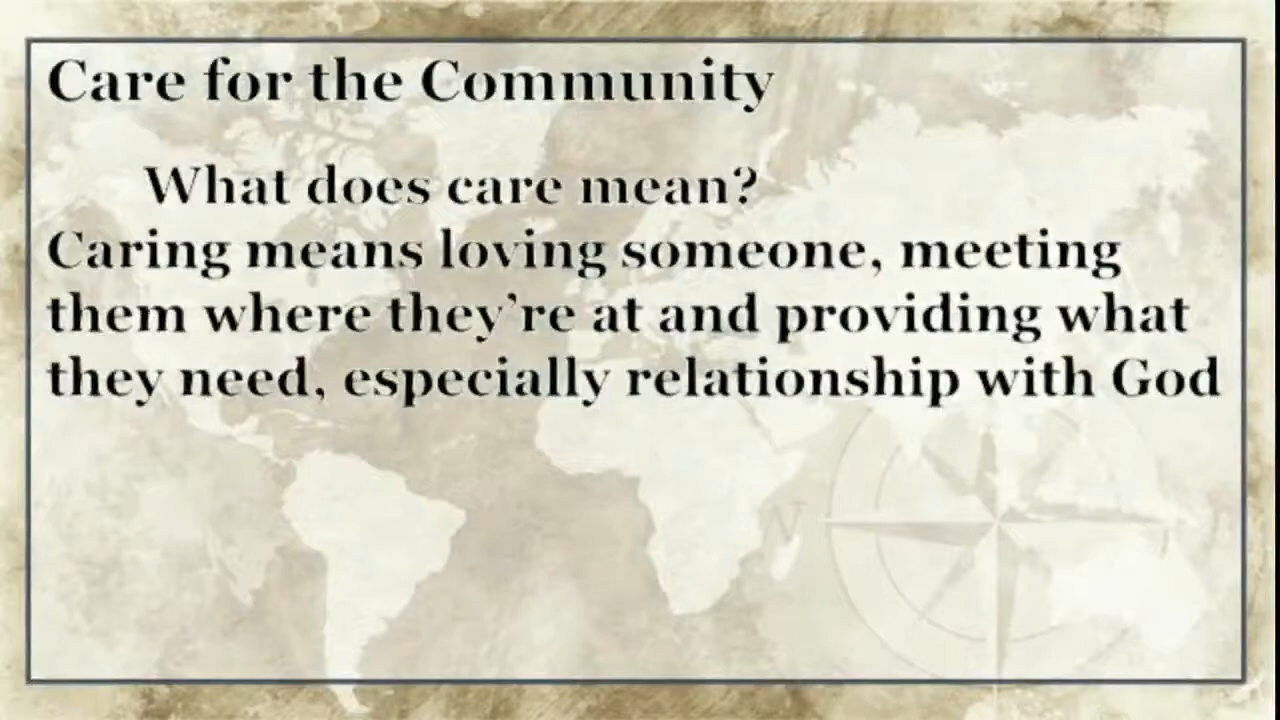 Care for the Community
What does care mean?
Caring means loving someone, meeting
them where they're at and providing what
they need, especially relationship with God
W